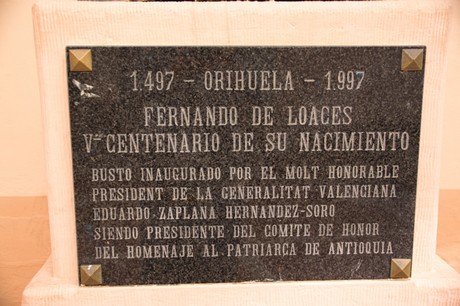 1.497 - ORIHUELA - 1.997
FERNANDO DE LOACES
Vº CENTENARIO DE SU NACIMIENTO
BUSTO INAUGURADO POR EL MOLT HONORABLE
PRESIDENT DE LA GENERALITAT VALENCIANA
EDUARDO ZAPLANA HERNANDEZ-SORO
SIENDO PRESIDENTE DEL COMITE DE HONOR
DEL HOMENAJE AL PATRIARCA DE ANTIOQUIA